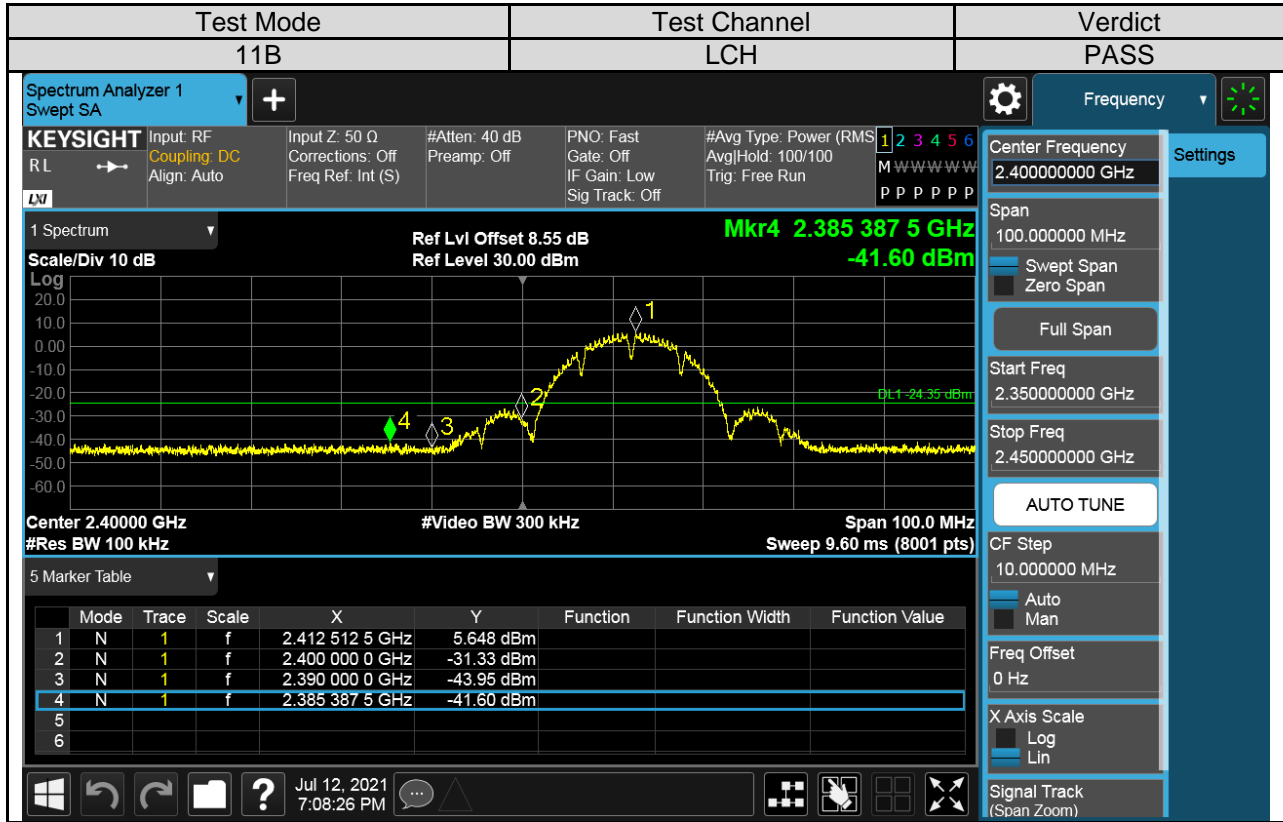 Test Mode Test Channel Verdict
11B LCH PASS
Spectrum Analyzer 1
Swept SA
+
Frequency
KEYSIGHT
RL
LXI
Input: RF
Coupling: DC
Align: Auto
Input Z: 50 Ω
Corrections: Off
Freq Ref: Int (S)
#Atten: 40 dB
Preamp: Off
PNO: Fast
Gate: Off
IF Gain: Low
Sig Track: Off
#Avg Type: Power (RMS
Avg|Hold: 100/100
Trig: Free Run
1 2 3 4 5 6
M W W W W W
P P P P P P
1 Spectrum
Scale/Div 10 dB
Ref Lvl Offset 8.55 dB
Ref Level 30.00 dBm
Mkr4 2.385 387 5 GHz
-41.60 dBm
Log
20.0
10.0
0.00
-10.0
-20.0
-30.0
-40.0
-50.0
-60.0
1
2
3
4
DL1 -24.35 dBm
Center 2.40000 GHz #Video BW 300 kHz Span 100.0 MHz
#Res BW 100 kHz Sweep 9.60 ms (8001 pts)
5 Marker Table
Mode Trace Scale X Y Function Function Width Function Value
1 N 1 f 2.412 512 5 GHz 5.648 dBm
2 N 1 f 2.400 000 0 GHz -31.33 dBm
3 N 1 f 2.390 000 0 GHz -43.95 dBm
4 N 1 f 2.385 387 5 GHz -41.60 dBm
5
6
?
Jul 12, 2021
7:08:26 PM
Center Frequency
2.400000000 GHz
Settings
Span
100.000000 MHz
Swept Span
Zero Span
Full Span
Start Freq
2.350000000 GHz
Stop Freq
2.450000000 GHz
AUTO TUNE
CF Step
10.000000 MHz
Auto
Man
Freq Offset
0 Hz
X Axis Scale
Log
Lin
Signal Track
(Span Zoom)